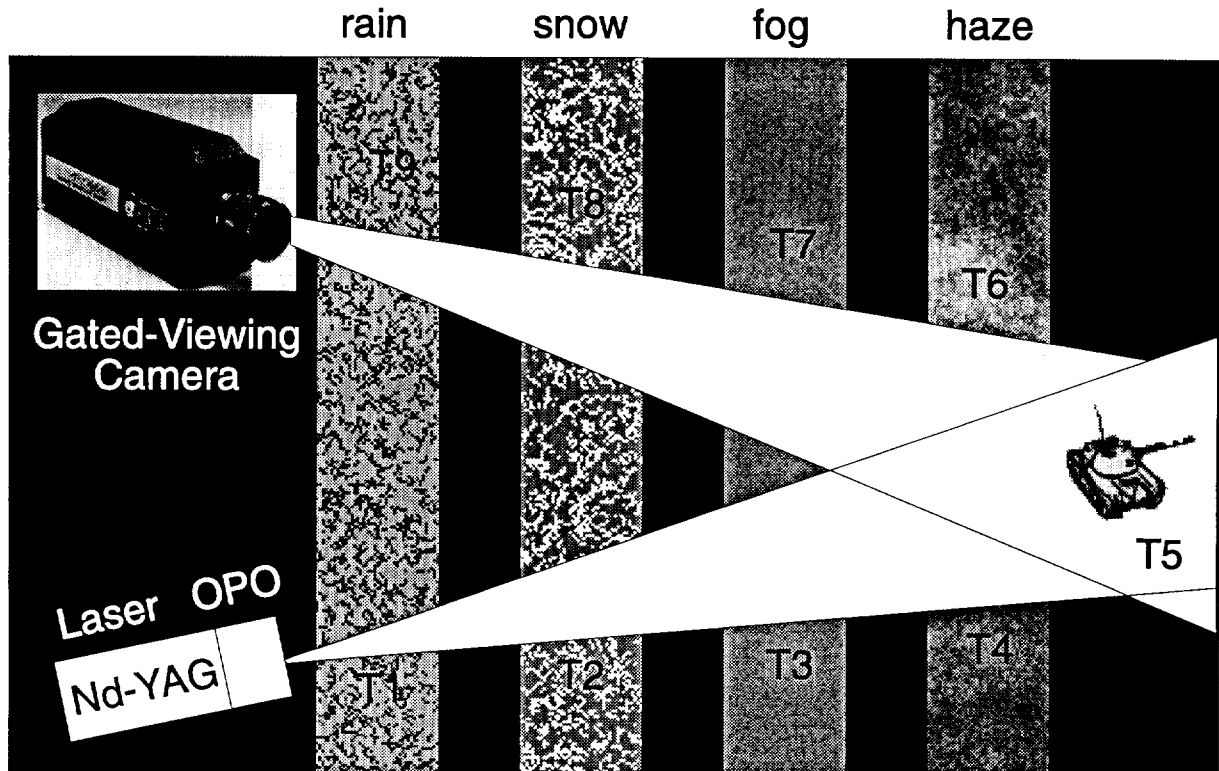 rain snow fog haze
T9
T8
T7
T6
Gated-Viewing
Camera
T5
Laser OPO
Nd-YAG
T1 T2 T3 T4